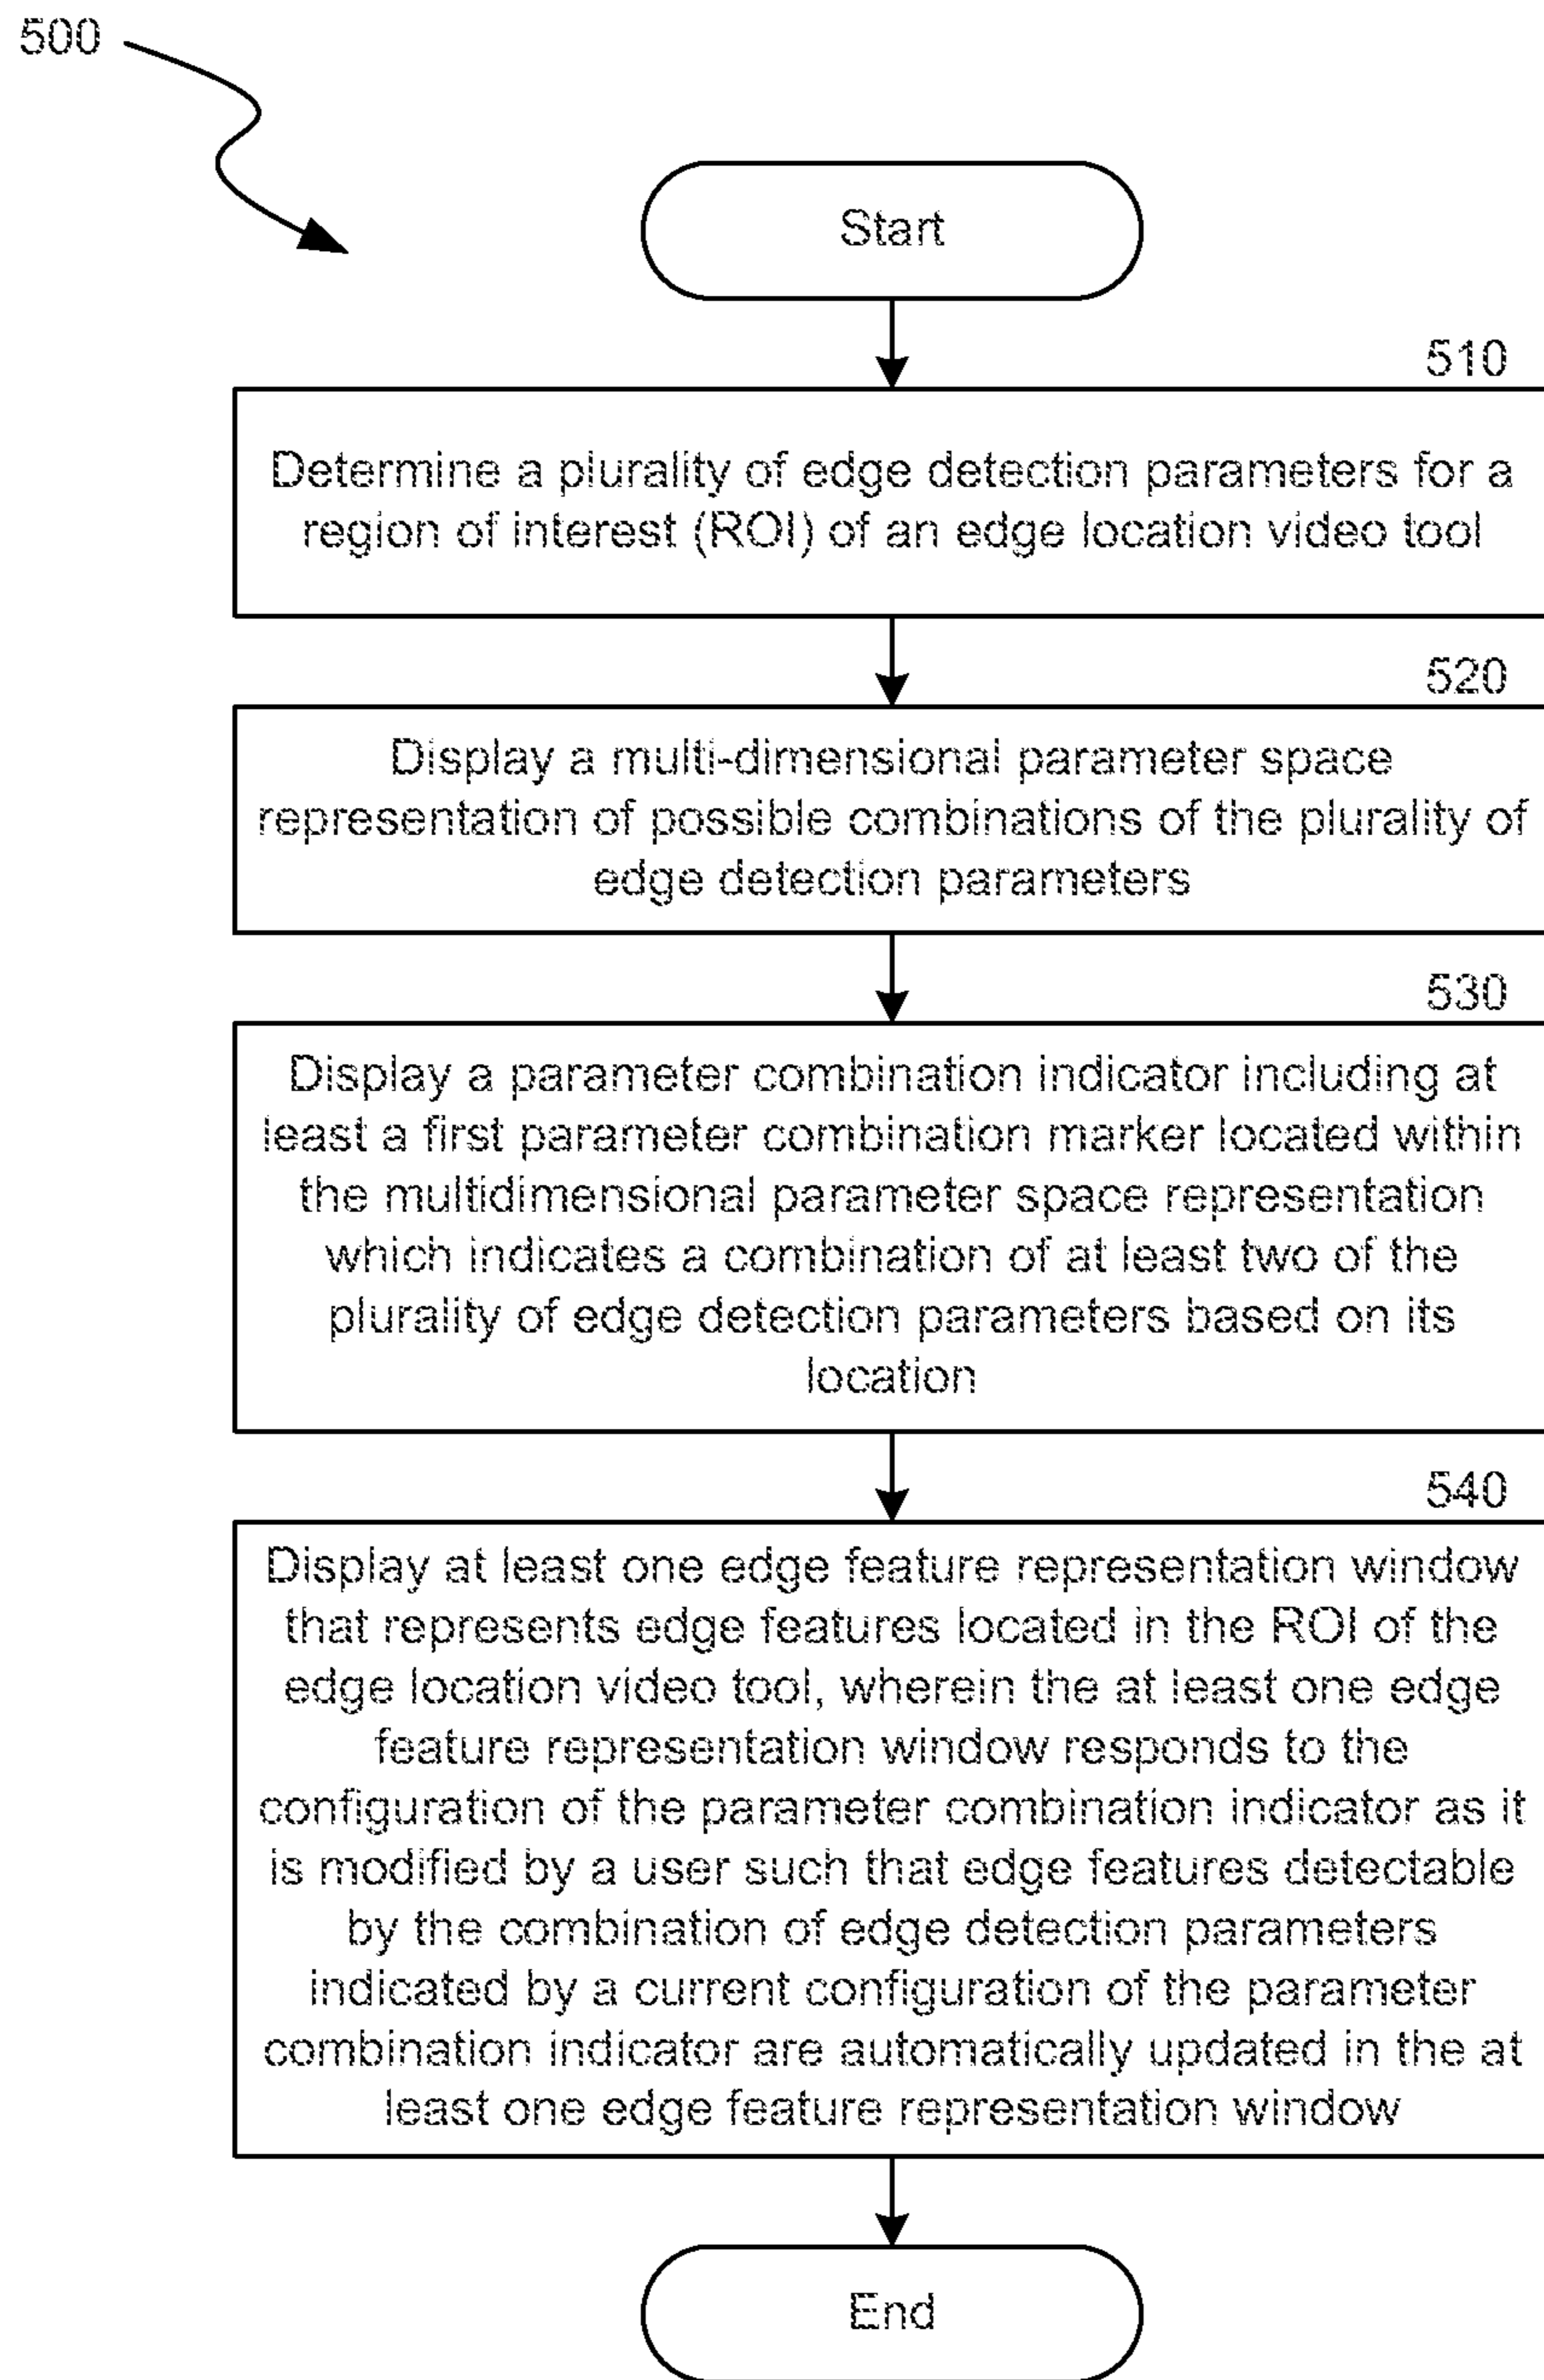 500
Start
510
Determine a plurality of edge detection parameters for a
region of interest (ROI) of an edge location video tool
520
Display a multi-dimensional parameter space
representation of possible combinations of the plurality of
edge detection parameters
530
Display a parameter combination indicator including at
least a first parameter combination marker located within
the multidimensional parameter space representation
which indicates a combination of at least two of the
plurality of edge detection parameters based on its
location
540
Display at least one edge feature representation window
that represents edge features located in the ROI of the
edge location video tool, wherein the at least one edge
feature representation window responds to the
configuration of the parameter combination indicator as it
is modified by a user such that edge features detectable
by the combination of edge detection parameters
indicated by a current configuration of the parameter
combination indicator are automatically updated in the at
least one edge feature representation window
End